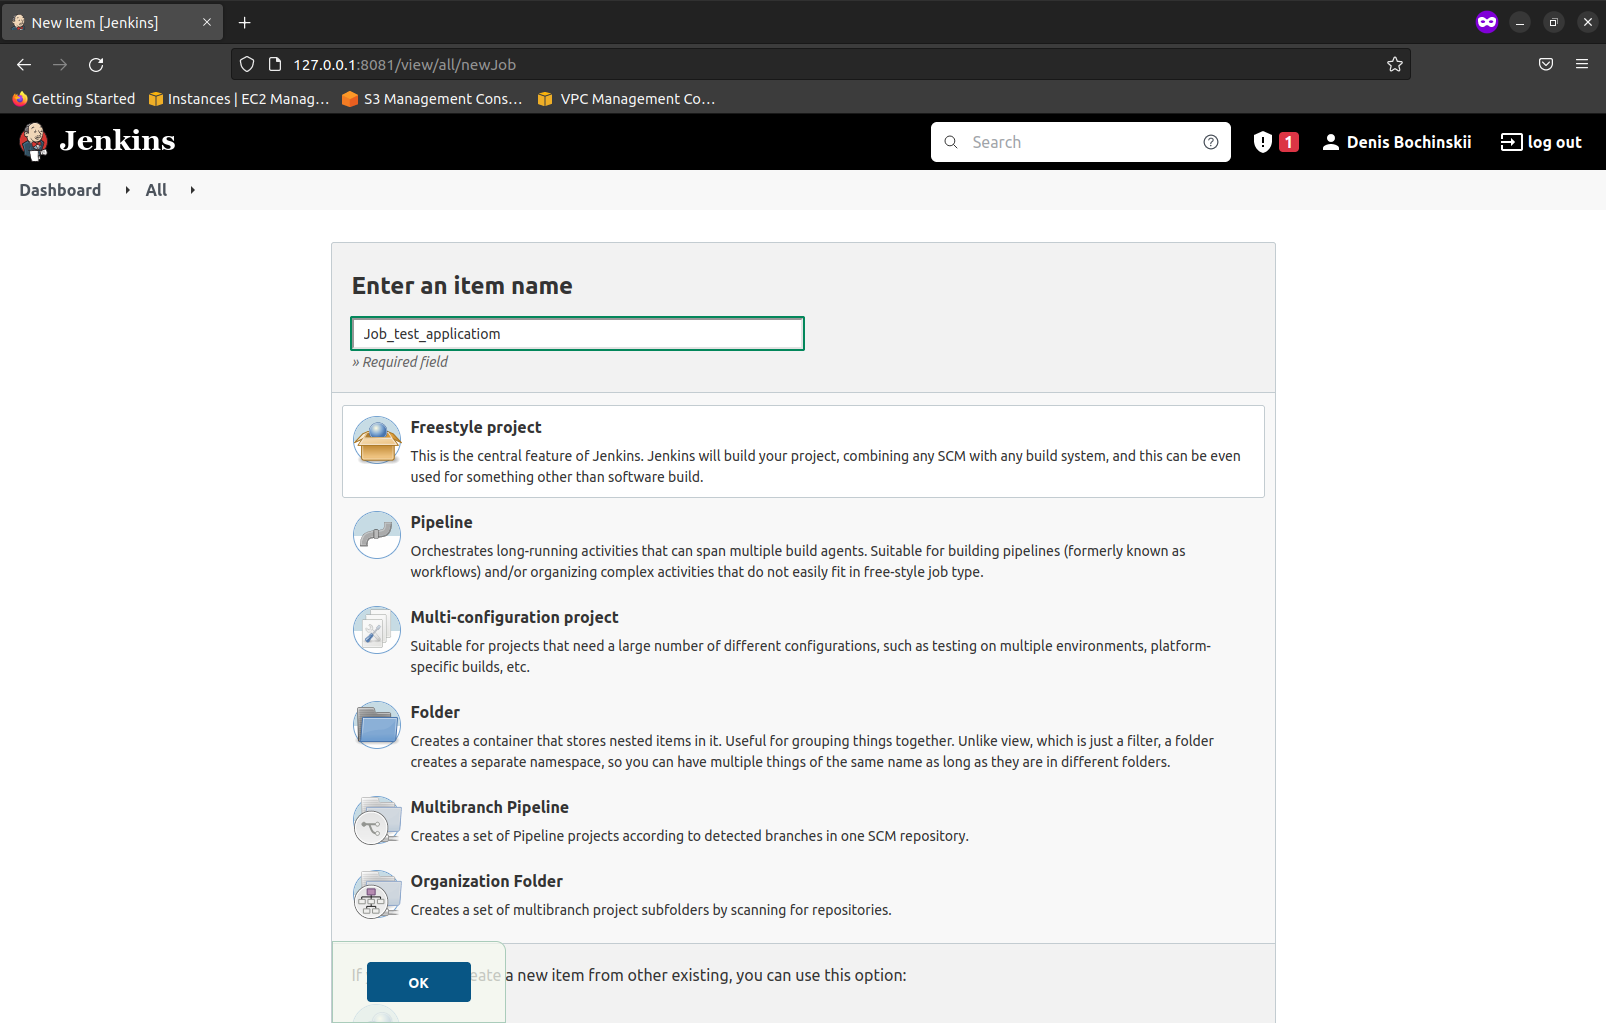 New Item [Jenkins]
127.0.0.1:8081/view/all/newJob
Getting Started
Instances | EC2 Manag…
S3 Management Cons…
VPC Management Co…
Jenkins
Search
1
Denis Bochinskii
log out
Dashboard
All
Enter an item name
Job_test_applicatiom
» Required field
Freestyle project
This is the central feature of Jenkins. Jenkins will build your project, combining any SCM with any build system, and this can be even
used for something other than software build.
Pipeline
Orchestrates long-running activities that can span multiple build agents. Suitable for building pipelines (formerly known as
workflows) and/or organizing complex activities that do not easily fit in free-style job type.
Multi-configuration project
Suitable for projects that need a large number of different configurations, such as testing on multiple environments, platform-
specific builds, etc.
Folder
Creates a container that stores nested items in it. Useful for grouping things together. Unlike view, which is just a filter, a folder
creates a separate namespace, so you can have multiple things of the same name as long as they are in different folders.
Multibranch Pipeline
Creates a set of Pipeline projects according to detected branches in one SCM repository.
Organization Folder
Creates a set of multibranch project subfolders by scanning for repositories.
If a new item from other existing, you can use this option:
OK